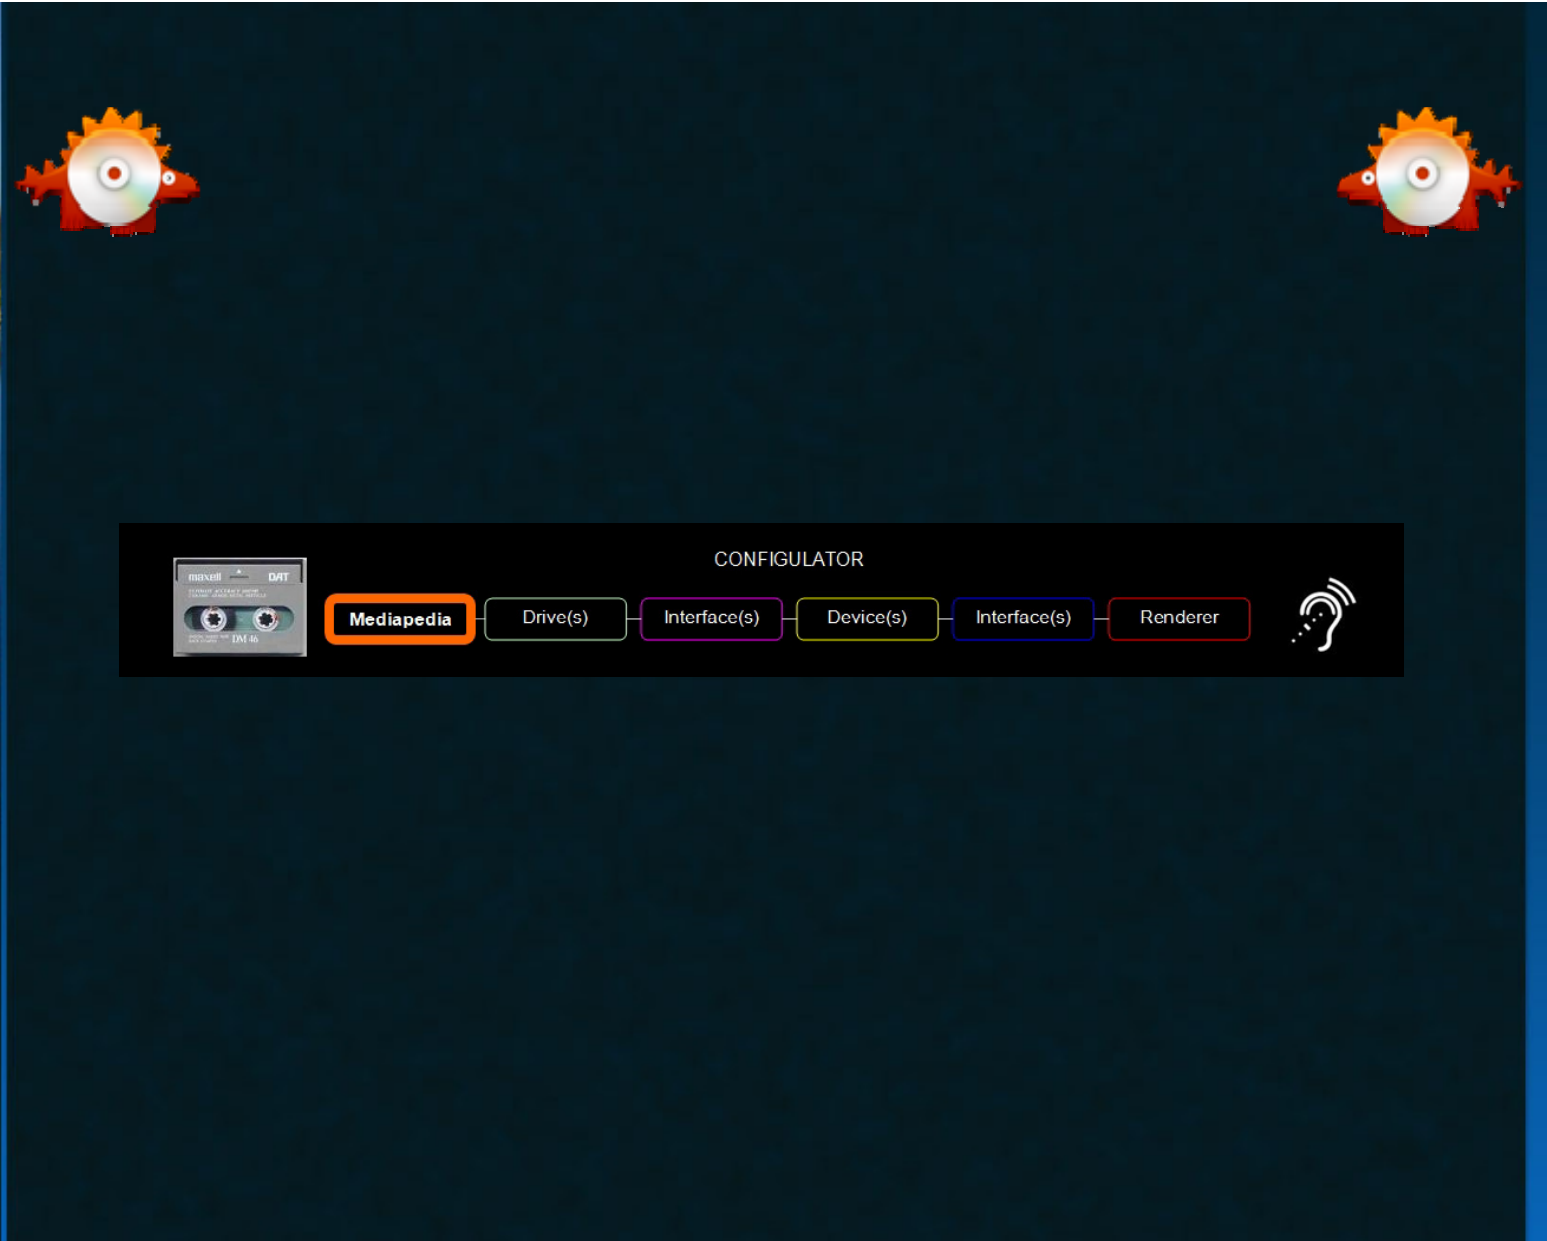 CONFIGULATOR
maxell DAT
DM 46
Mediapedia
Drive(s)
Interface(s)
Device(s)
Interface(s)
Renderer